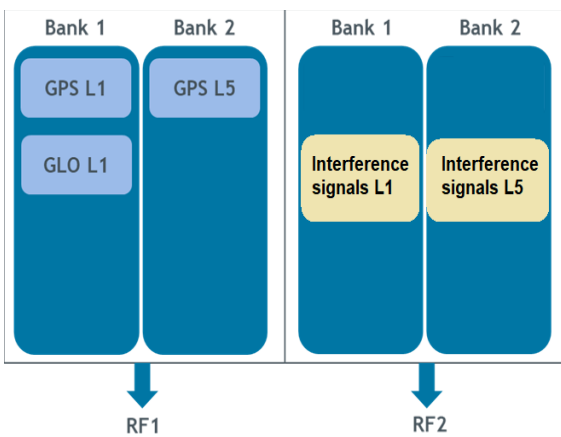 Bank 1 Bank 2 Bank 1 Bank 2
GPS L1 GPS L5
GLO L1
Interference
signals L1
Interference
signals L5
RF1 RF2